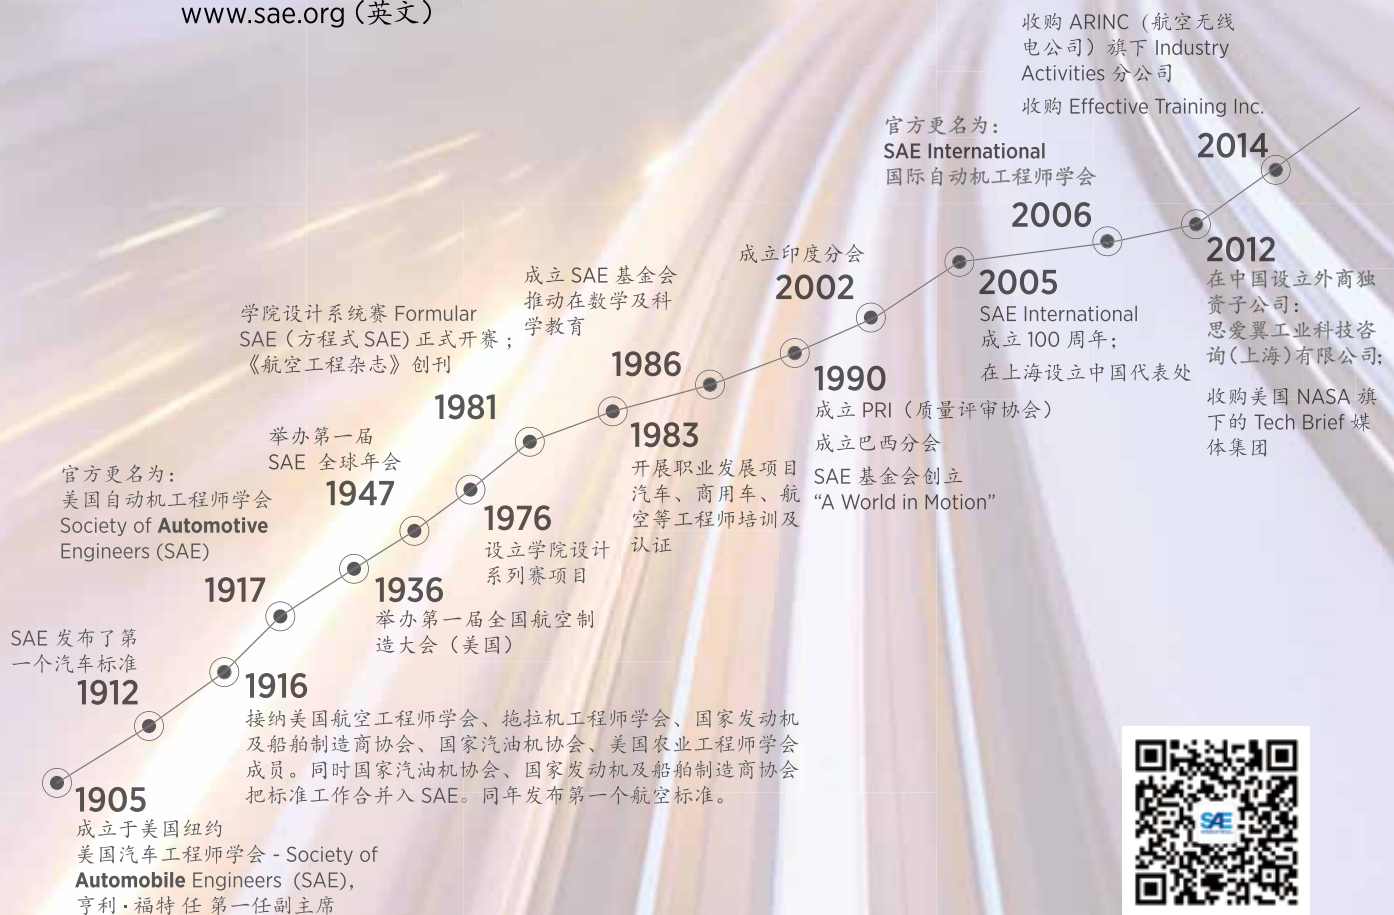 www.sae.org (英文)
1905
成立于美国纽约
美国汽车工程师学会 - Society of
Automobile Engineers (SAE),
亨利·福特 任 第一任副主席
SAE 发布了第
一个汽车标准
1912
1916
接纳美国航空工程师学会、拖拉机工程师学会、国家发动机
及船舶制造商协会、国家汽油机协会、美国农业工程师学会
成员。同时国家汽油机协会、国家发动机及船舶制造商协会
把标准工作合并入 SAE。同年发布第一个航空标准。
官方更名为：
美国自动机工程师学会
Society of Automotive
Engineers (SAE)
1917
1936
举办第一届全国航空制
造大会（美国）
举办第一届
SAE 全球年会
1947
1976
设立学院设计
系列赛项目
学院设计系统赛 Formular
SAE（方程式 SAE) 正式开赛；
《航空工程杂志》创刊
1981
1983
开展职业发展项目
汽车、商用车、航
空等工程师培训及
认证
成立 SAE 基金会
推动在数学及科
学教育
1986
1990
成立 PRI（质量评审协会）
成立巴西分会
SAE 基金会创立
“A World in Motion”
成立印度分会
2002
2005
SAE International
成立 100 周年；
在上海设立中国代表处
官方更名为：
SAE International
国际自动机工程师学会
2006
2012
在中国设立外商独
资子公司：
思爱翼工业科技咨
询(上海)有限公司;
收购美国 NASA 旗
下的 Tech Brief 媒
体集团
收购 ARINC（航空无线
电公司）旗下 Industry
Activities 分公司
收购 Effective Training Inc.
2014
SAE